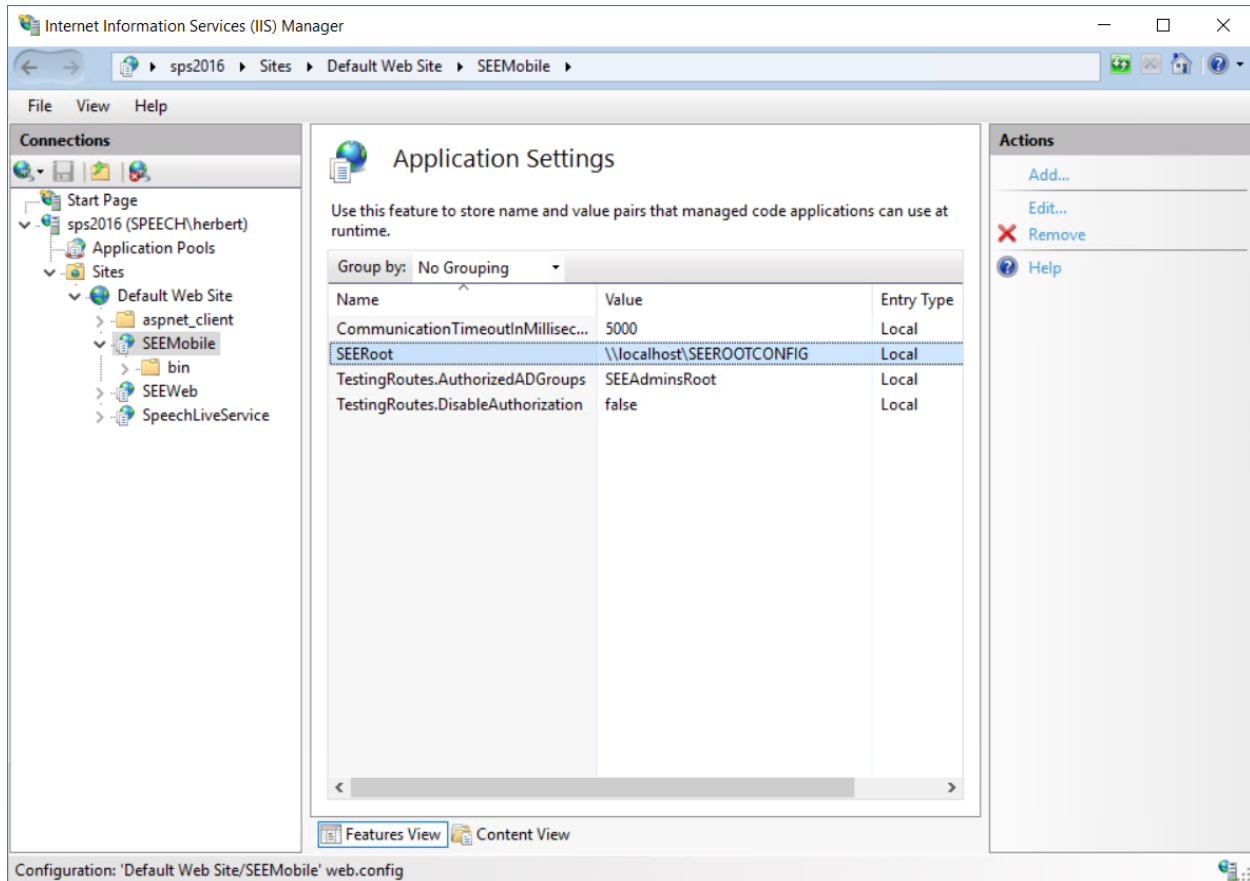 Internet Information Services (IIS) Manager
sps2016 Sites Default Web Site SEEMobile
File View Help
Connections
Start Page
sps2016 (SPEECH\herbert)
Application Pools
Sites
Default Web Site
aspnet_client
SEEMobile
bin
SEEWeb
SpeechLiveService
Application Settings
Use this feature to store name and value pairs that managed code applications can use at
runtime.
Group by: No Grouping
Name Value Entry Type
CommunicationTimeoutInMillisec... 5000 Local
SEERoot \\localhost\SEEROOTCONFIG Local
TestingRoutes.AuthorizedADGroups SEEAdminsRoot Local
TestingRoutes.DisableAuthorization false Local
Features View Content View
Actions
Add...
Edit...
Remove
Help
Configuration: 'Default Web Site/SEEMobile' web.config